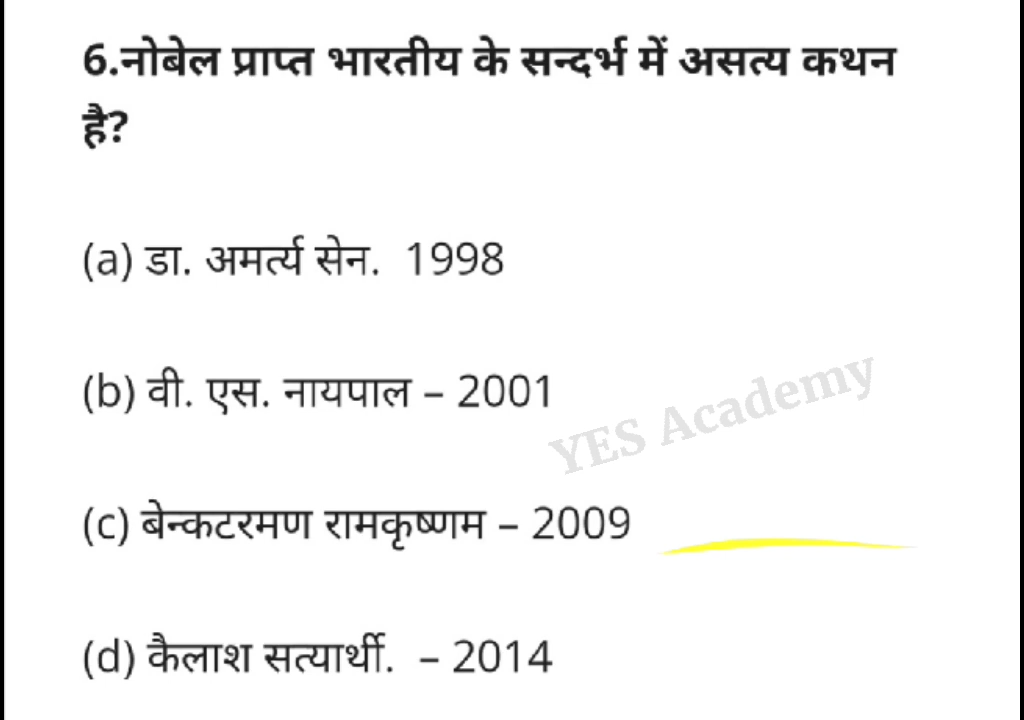 6.नोबेल प्राप्त भारतीय के सन्दर्भ में असत्य कथन
है?
(a) डा. अमर्त्य सेन. 1998
(b) वी. एस. नायपाल – 2001
YES Academy
(c) बेन्कटरमण रामकृष्णम – 2009
(d) कैलाश सत्यार्थी. – 2014